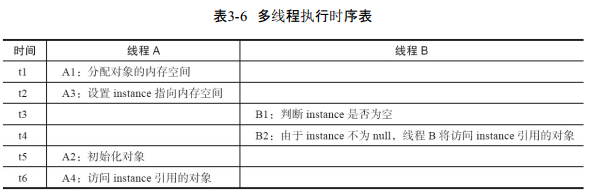 表3-6 多线程执行时序表
时间 线程 A 线程 B
t1 A1：分配对象的内存空间
t2 A3：设置 instance 指向内存空间
t3 B1：判断 instance 是否为空
t4 B2：由于 instance 不为 null，线程 B 将访问 instance 引用的对象
t5 A2：初始化对象
t6 A4：访问 instance 引用的对象